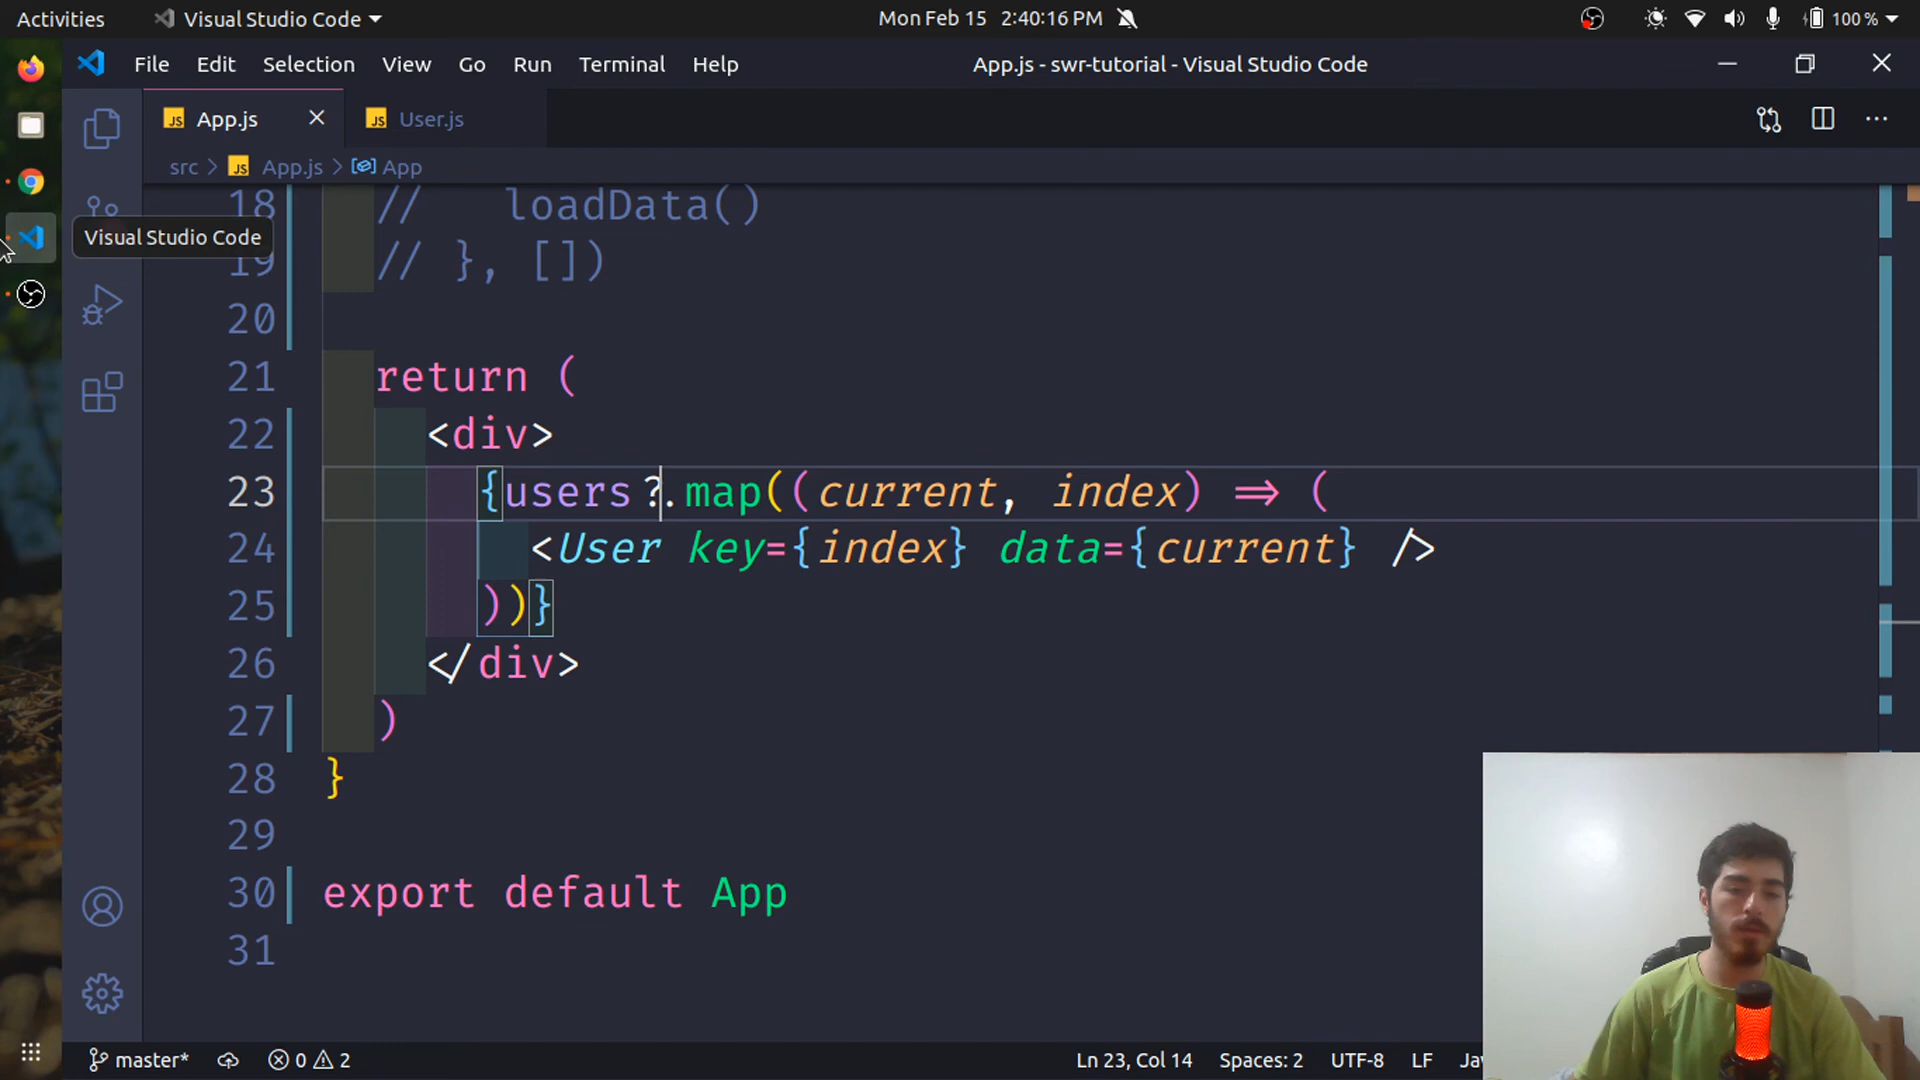 Activities Visual Studio Code Mon Feb 15 2:40:16 PM 100 %
File Edit Selection View Go Run Terminal Help App.js - swr-tutorial - Visual Studio Code
JS App.js JS User.js
src > JS App.js > App
Visual Studio Code
18 // loadData()
19 // }, [])
20
21 return (
22 <div>
23 {users?.map((current, index) => (
24 <User key={index} data={current} />
25 ))}
26 </div>
27 )
28 }
29
30 export default App
31
master* 0 2 Ln 23, Col 14 Spaces: 2 UTF-8 LF